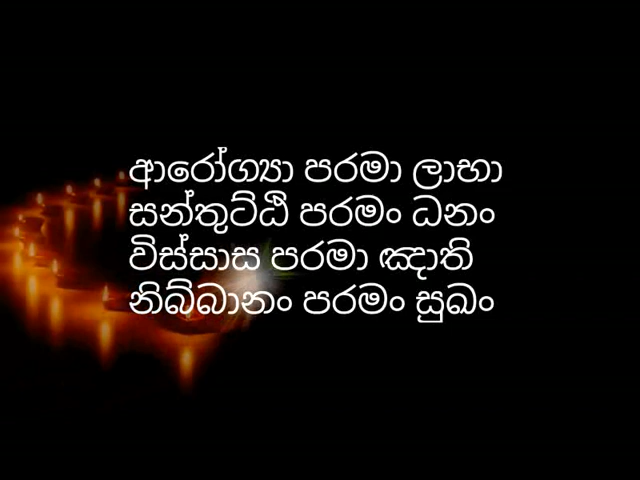 ආරෝග්‍යා පරමා ලාභා
සන්තුට්ඨි පරමං ධනං
විස්සාස පරමා ඤාති
නිබ්බානං පරමං සුඛං